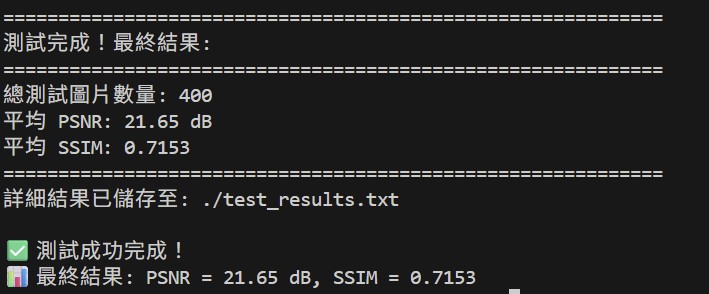 ============================================================
測試完成！最終結果:
============================================================
總測試圖片數量: 400
平均 PSNR: 21.65 dB
平均 SSIM: 0.7153
============================================================
詳細結果已儲存至: ./test_results.txt
✅ 測試成功完成！
📊 最終結果: PSNR = 21.65 dB, SSIM = 0.7153